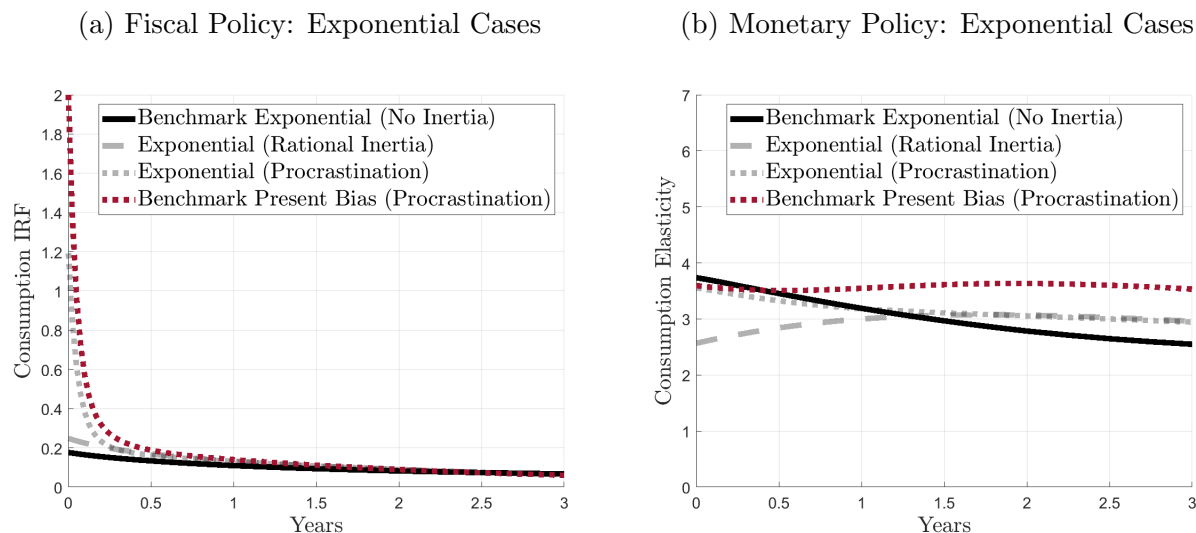 (a) Fiscal Policy: Exponential Cases
2
1.8
1.6
1.4
1.2
1
0.8
0.6
0.4
0.2
0
Consumption IRF
Benchmark Exponential (No Inertia)
Exponential (Rational Inertia)
Exponential (Procrastination)
Benchmark Present Bias (Procrastination)
0 0.5 1 1.5 2 2.5 3
Years
(b) Monetary Policy: Exponential Cases
7
6
5
4
3
2
1
0
Consumption Elasticity
Benchmark Exponential (No Inertia)
Exponential (Rational Inertia)
Exponential (Procrastination)
Benchmark Present Bias (Procrastination)
0 0.5 1 1.5 2 2.5 3
Years